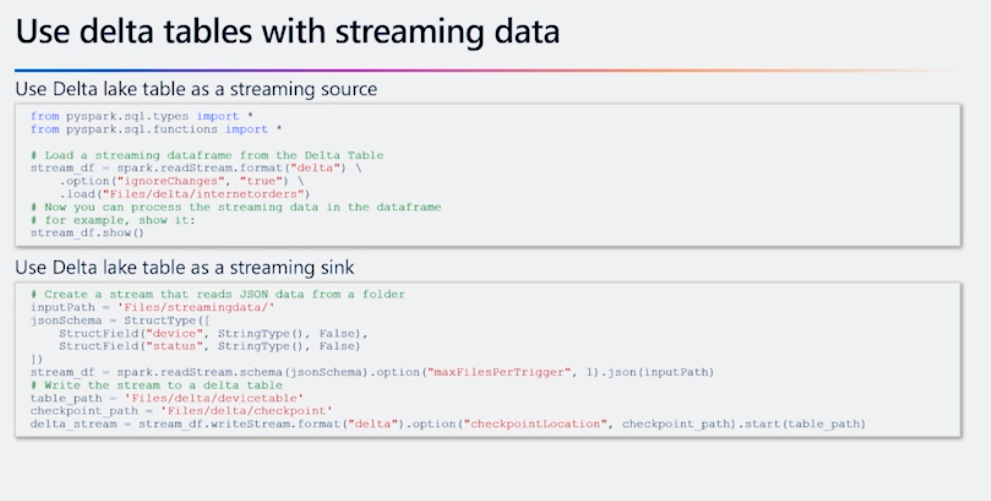 Use delta tables with streaming data
Use Delta lake table as a streaming source
from pyspark.sql.types import *
from pyspark.sql.functions import *
# Load a streaming dataframe from the Delta Table
stream_df = spark.readStream.format("delta") \
    .option("ignoreChanges", "true") \
    .load("Files/delta/internetorders")
# Now you can process the streaming data in the dataframe
# for example, show it:
stream_df.show()
Use Delta lake table as a streaming sink
# Create a stream that reads JSON data from a folder
inputPath = 'Files/streamingdata/'
jsonSchema = StructType([
    StructField("device", StringType(), False),
    StructField("status", StringType(), False)
])
stream_df = spark.readStream.schema(jsonSchema).option("maxFilesPerTrigger", 1).json(inputPath)
# Write the stream to a delta table
table_path = 'Files/delta/devicetable'
checkpoint_path = 'Files/delta/checkpoint'
delta_stream = stream_df.writeStream.format("delta").option("checkpointLocation", checkpoint_path).start(table_path)